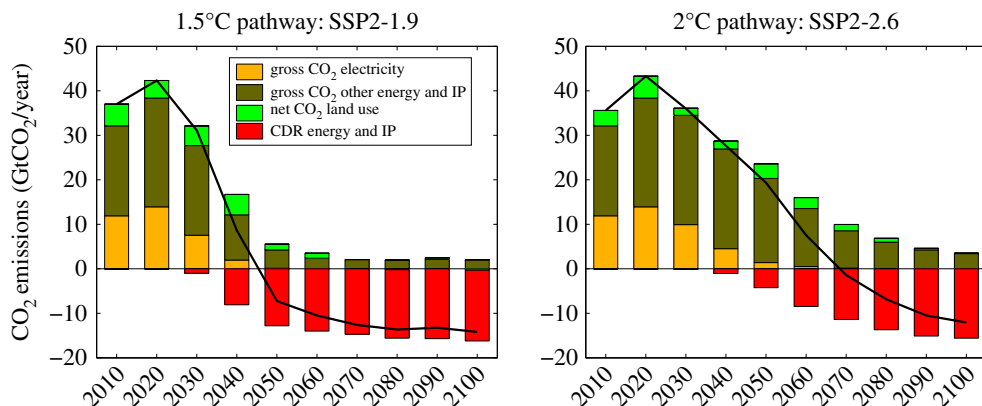 1.5°C pathway: SSP2-1.9
2°C pathway: SSP2-2.6
CO₂ emissions (GtCO₂/year)
50
40
30
20
10
0
−10
−20
gross CO₂ electricity
gross CO₂ other energy and IP
net CO₂ land use
CDR energy and IP
2010 2020 2030 2040 2050 2060 2070 2080 2090 2100
50
40
30
20
10
0
−10
−20
2010 2020 2030 2040 2050 2060 2070 2080 2090 2100